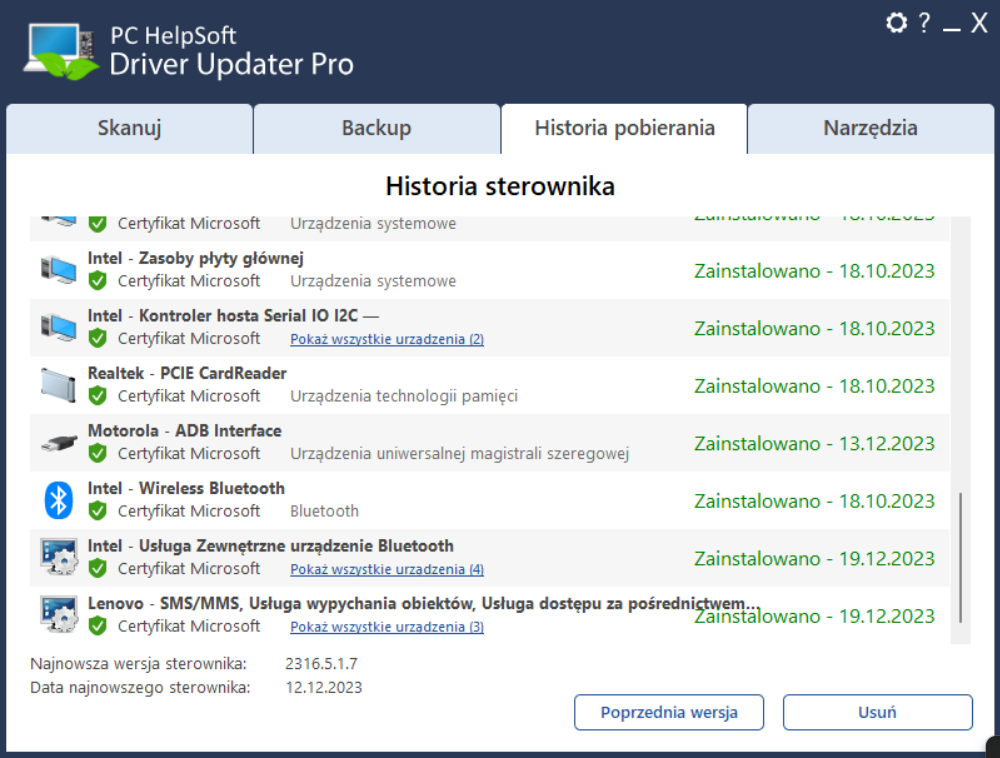 PC HelpSoft
Driver Updater Pro
? _ X
Skanuj Backup Historia pobierania Narzędzia
Historia sterownika
Certyfikat Microsoft Urządzenia systemowe Zainstalowano - 18.10.2023
Intel - Zasoby płyty głównej
Certyfikat Microsoft Urządzenia systemowe Zainstalowano - 18.10.2023
Intel - Kontroler hosta Serial IO I2C —
Certyfikat Microsoft Pokaż wszystkie urządzenia (2) Zainstalowano - 18.10.2023
Realtek - PCIE CardReader
Certyfikat Microsoft Urządzenia technologii pamięci Zainstalowano - 18.10.2023
Motorola - ADB Interface
Certyfikat Microsoft Urządzenia uniwersalnej magistrali szeregowej Zainstalowano - 13.12.2023
Intel - Wireless Bluetooth
Certyfikat Microsoft Bluetooth Zainstalowano - 18.10.2023
Intel - Usługa Zewnętrzne urządzenie Bluetooth
Certyfikat Microsoft Pokaż wszystkie urządzenia (4) Zainstalowano - 19.12.2023
Lenovo - SMS/MMS, Usługa wypychania obiektów, Usługa dostępu za pośrednictwem...
Certyfikat Microsoft Pokaż wszystkie urządzenia (3) Zainstalowano - 19.12.2023
Najnowsza wersja sterownika: 2316.5.1.7
Data najnowszego sterownika: 12.12.2023
Poprzednia wersja Usuń